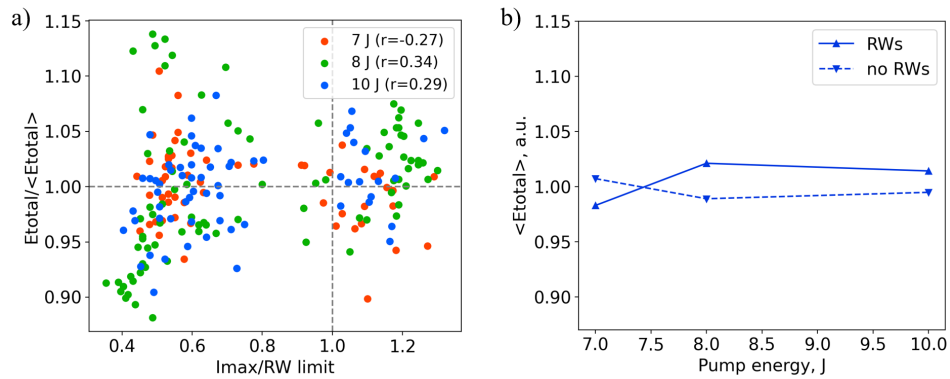 a)
1.15
1.10
1.05
1.00
0.95
0.90
Etotal/<Etotal>
7 J (r=-0.27)
8 J (r=0.34)
10 J (r=0.29)
0.4
0.6
0.8
1.0
1.2
Imax/RW limit
b)
1.15
1.10
1.05
1.00
0.95
0.90
<Etotal>, a.u.
RWs
no RWs
7.0
7.5
8.0
8.5
9.0
9.5
10.0
Pump energy, J